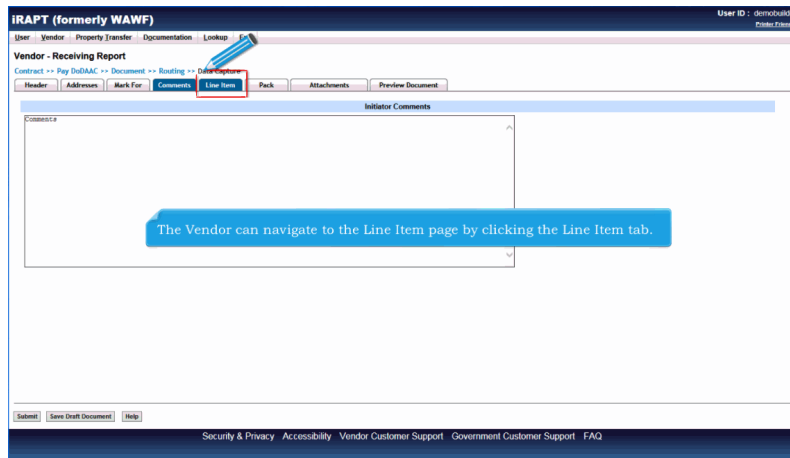 iRAPT (formerly WAWF)
User ID : demobuild
Printer Frien
User Vendor Property Transfer Documentation Lookup
Vendor - Receiving Report
Contract >> Pay DoDAAC >> Document >> Routing >> Data Capture
Header Addresses Mark For Comments Line Item Pack Attachments Preview Document
Initiator Comments
Comments
The Vendor can navigate to the Line Item page by clicking the Line Item tab.
Submit Save Draft Document Help
Security & Privacy Accessibility Vendor Customer Support Government Customer Support FAQ